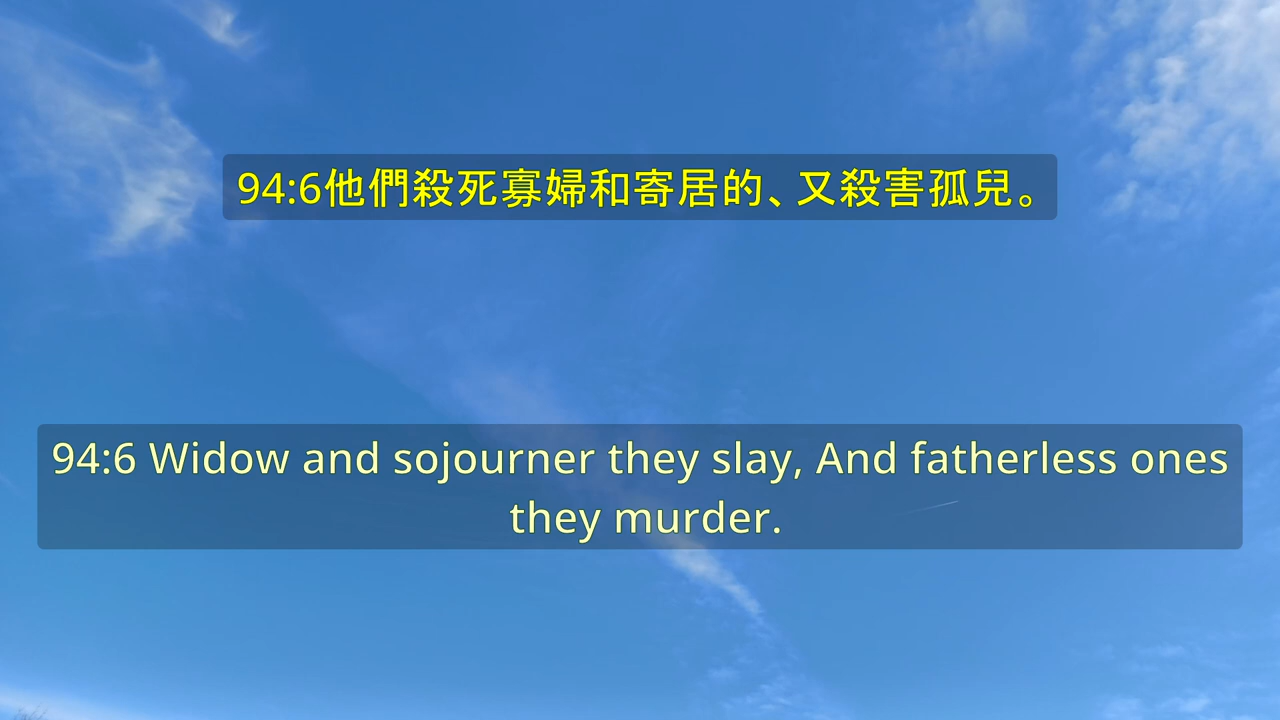 94:6他們殺死寡婦和寄居的、又殺害孤兒。
94:6 Widow and sojourner they slay, And fatherless ones
they murder.